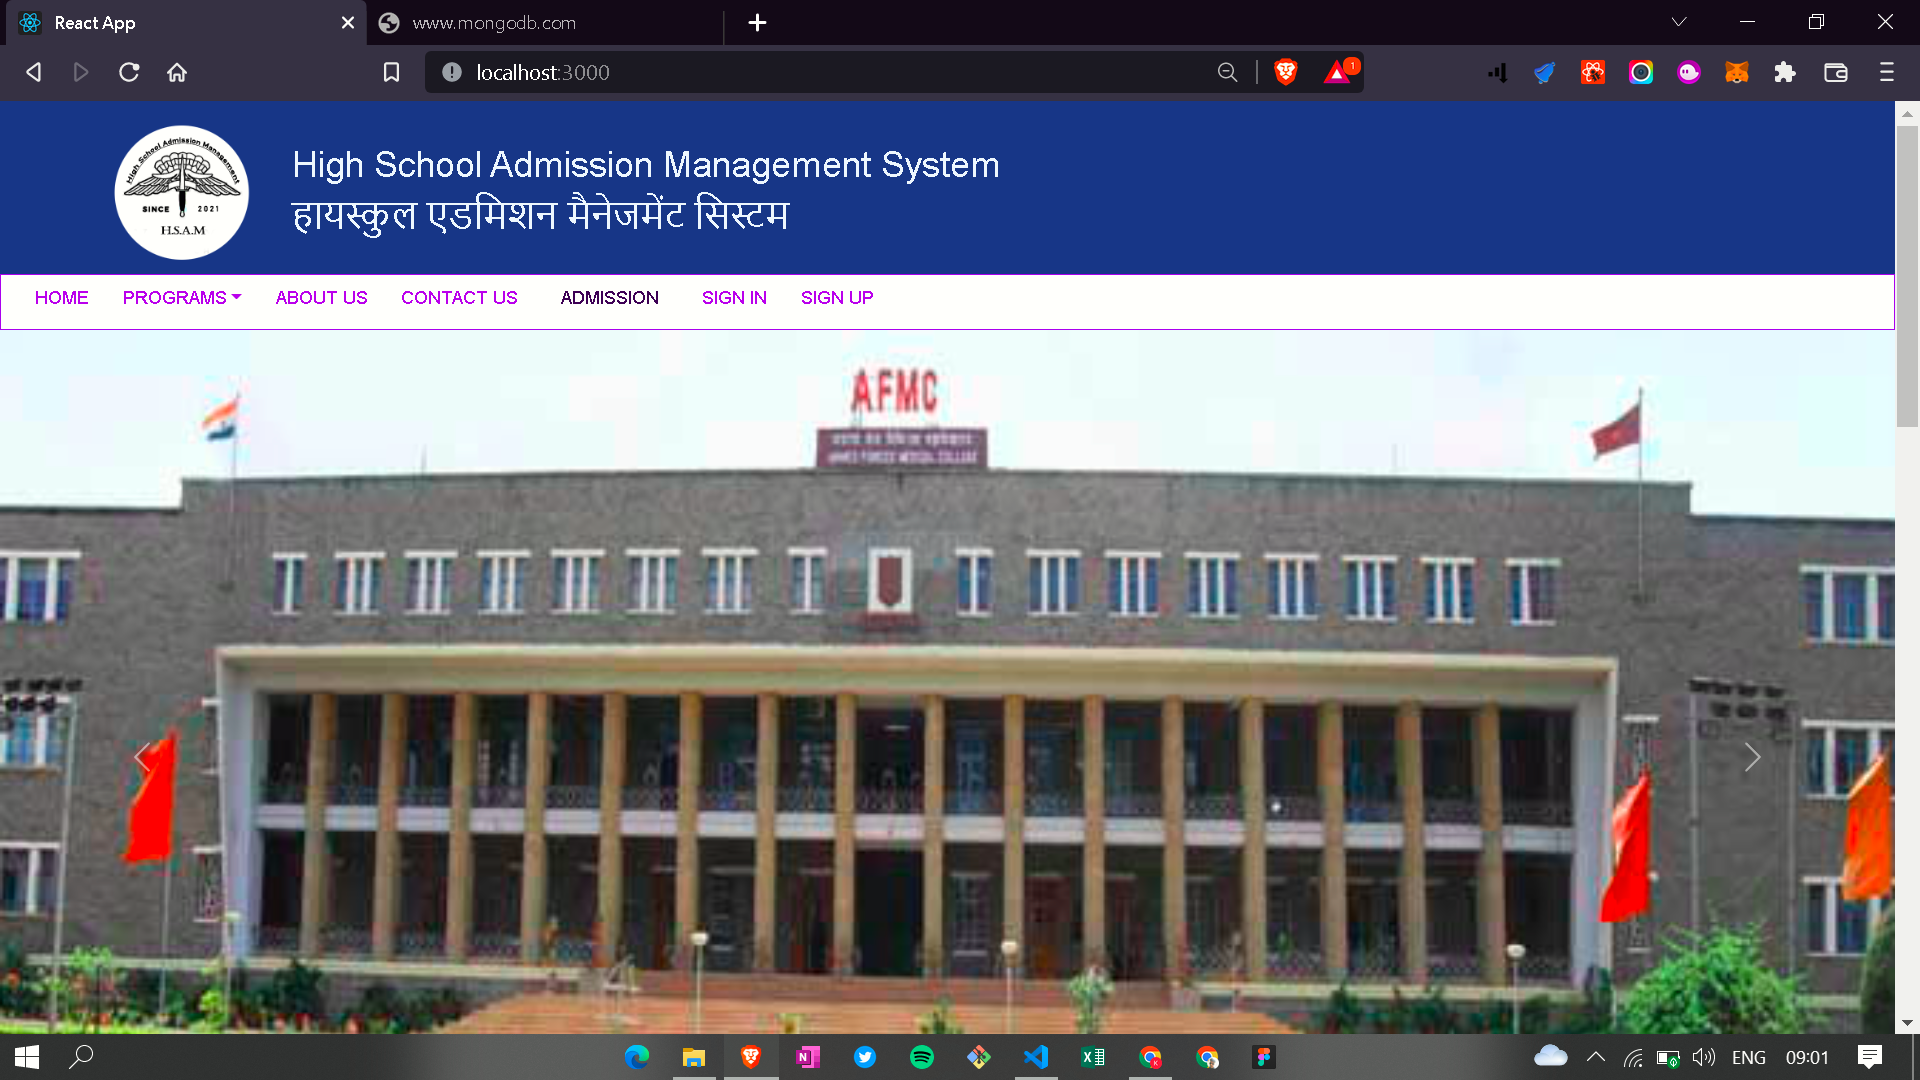 React App
www.mongodb.com
localhost:3000
1
High School Admission Management
SINCE 2021
H.S.A.M
High School Admission Management System
हायस्कुल एडमिशन मैनेजमेंट सिस्टम
HOME PROGRAMS ABOUT US CONTACT US ADMISSION SIGN IN SIGN UP
AFMC
ARMED FORCES MEDICAL COLLEGE
ENG 09:01